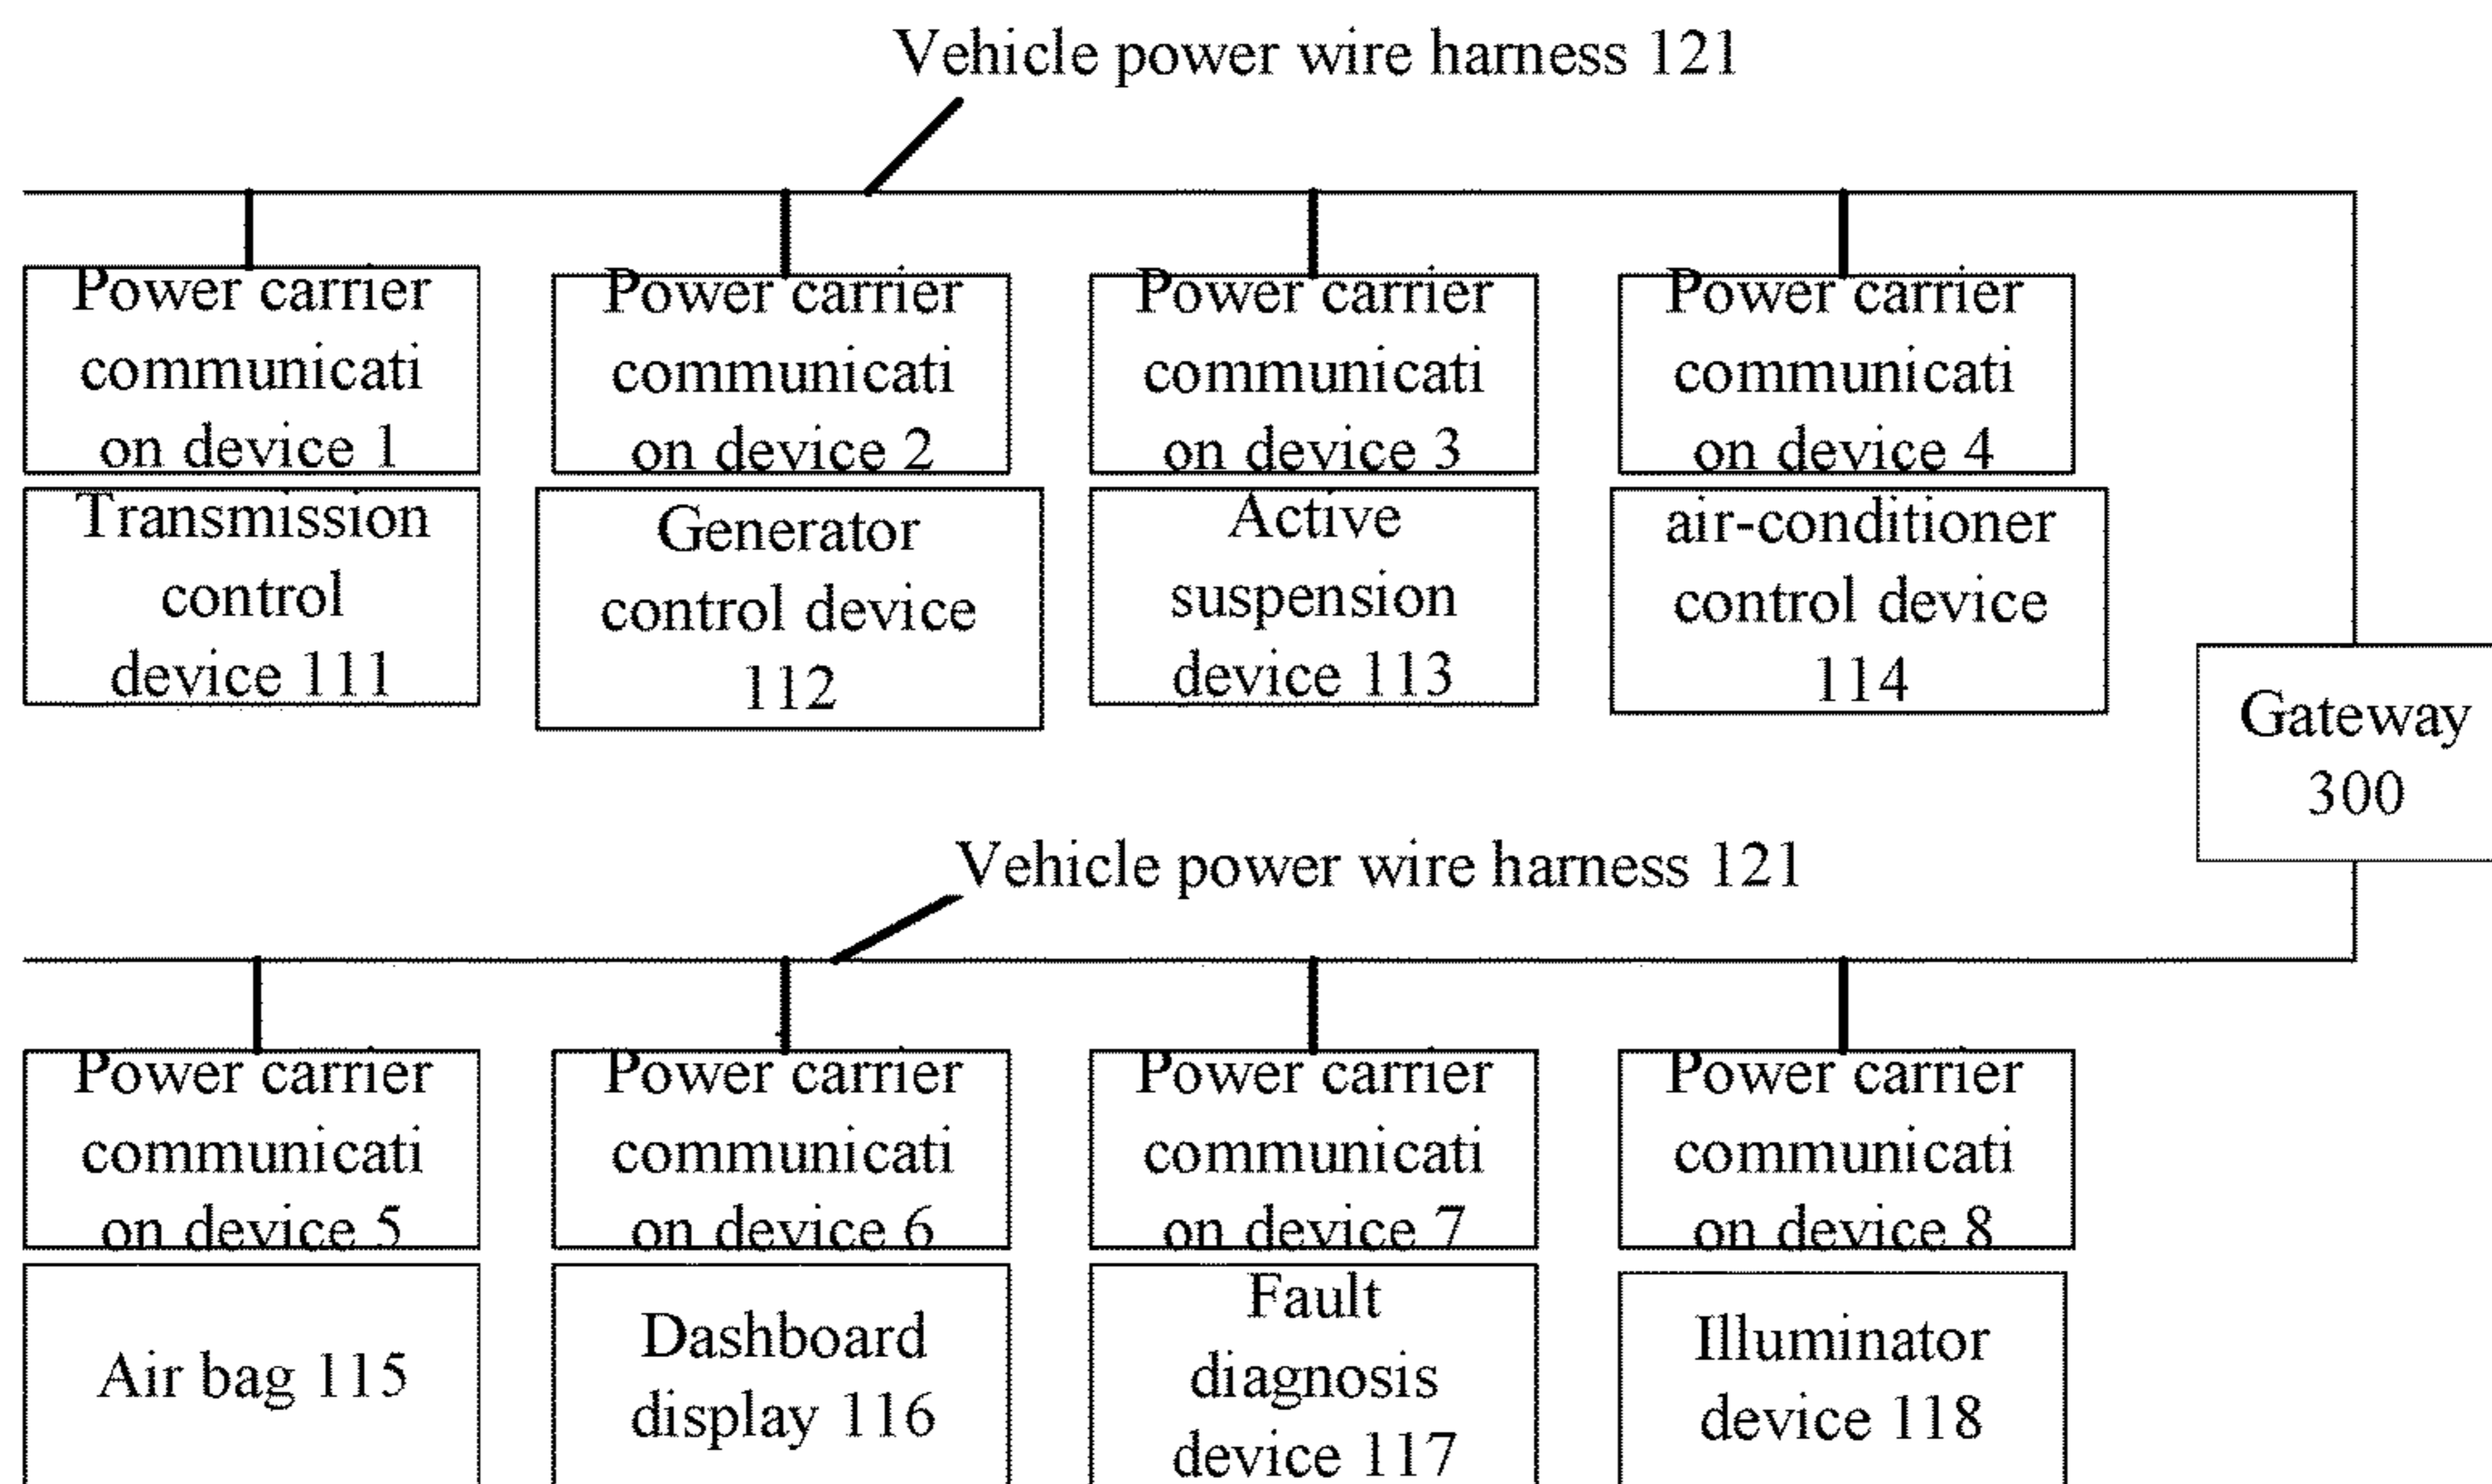 Vehicle power wire harness 121
Power carrier
communicati
on device 1
Power carrier
communicati
on device 2
Power carrier
communicati
on device 3
Power carrier
communicati
on device 4
Transmission
control
device 111
Generator
control device
112
Active
suspension
device 113
air-conditioner
control device
114
Gateway
300
Vehicle power wire harness 121
Power carrier
communicati
on device 5
Power carrier
communicati
on device 6
Power carrier
communicati
on device 7
Power carrier
communicati
on device 8
Air bag 115
Dashboard
display 116
Fault
diagnosis
device 117
Illuminator
device 118